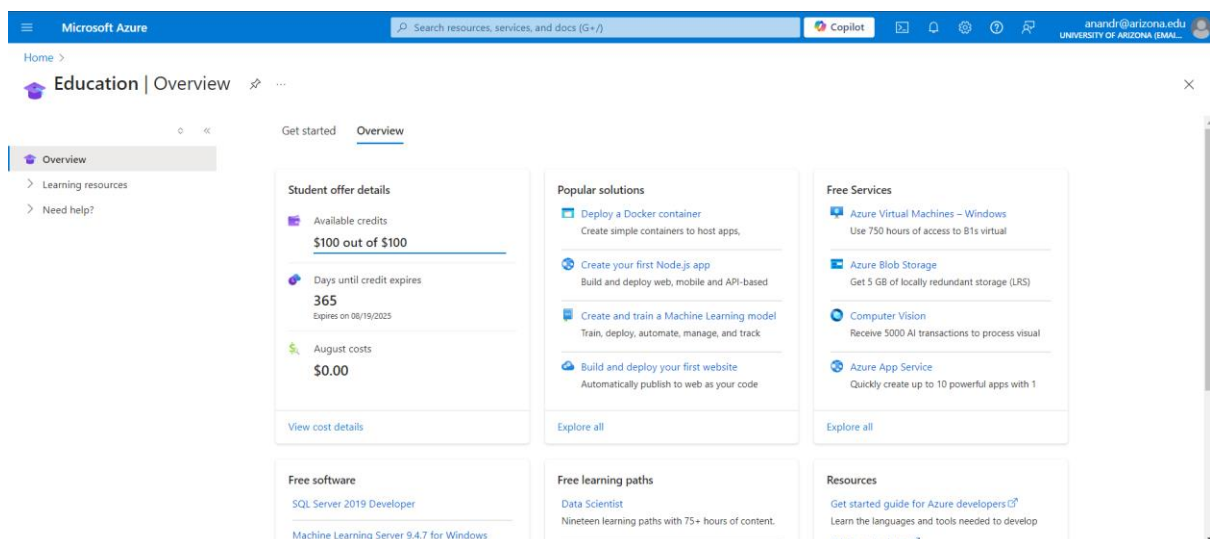 Microsoft Azure
Search resources, services, and docs (G+/)
Copilot
anandr@arizona.edu
UNIVERSITY OF ARIZONA (EMAI...
Home >
Education | Overview
...
Overview
Learning resources
Need help?
Get started Overview
Student offer details
Available credits
$100 out of $100
Days until credit expires
365
Expires on 08/19/2025
August costs
$0.00
View cost details
Popular solutions
Deploy a Docker container
Create simple containers to host apps,
Create your first Node.js app
Build and deploy web, mobile and API-based
Create and train a Machine Learning model
Train, deploy, automate, manage, and track
Build and deploy your first website
Automatically publish to web as your code
Explore all
Free Services
Azure Virtual Machines – Windows
Use 750 hours of access to B1s virtual
Azure Blob Storage
Get 5 GB of locally redundant storage (LRS)
Computer Vision
Receive 5000 AI transactions to process visual
Azure App Service
Quickly create up to 10 powerful apps with 1
Explore all
Free software
SQL Server 2019 Developer
Machine Learning Server 9.4.7 for Windows
Free learning paths
Data Scientist
Nineteen learning paths with 75+ hours of content.
Resources
Get started guide for Azure developers
Learn the languages and tools needed to develop